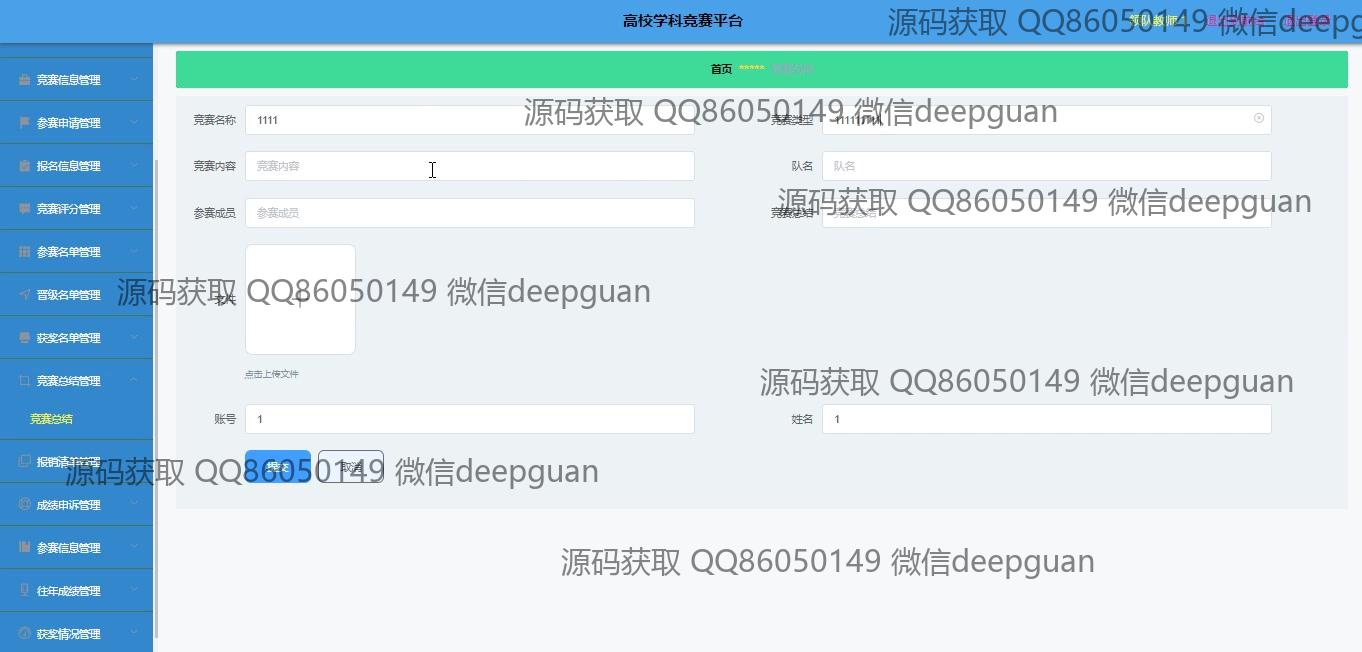 高校学科竞赛平台
领队教师
源码获取 QQ86050149 微信deepg
首页 *****
竞赛信息管理
参赛申请管理
报名信息管理
竞赛评分管理
参赛名单管理
晋级名单管理
获奖名单管理
竞赛总结管理
竞赛总结
报销清单管理
成绩申诉管理
参赛信息管理
往年成绩管理
获奖情况管理
竞赛名称 1111
竞赛类型
源码获取 QQ86050149 微信deepguan
竞赛内容 竞赛内容
队名 队名
参赛成员 参赛成员
竞赛总结 竞赛总结
源码获取 QQ86050149 微信deepguan
文件
源码获取 QQ86050149 微信deepguan
点击上传文件
源码获取 QQ86050149 微信deepguan
账号 1
姓名 1
提交 取消
源码获取 QQ86050149 微信deepguan
源码获取 QQ86050149 微信deepguan